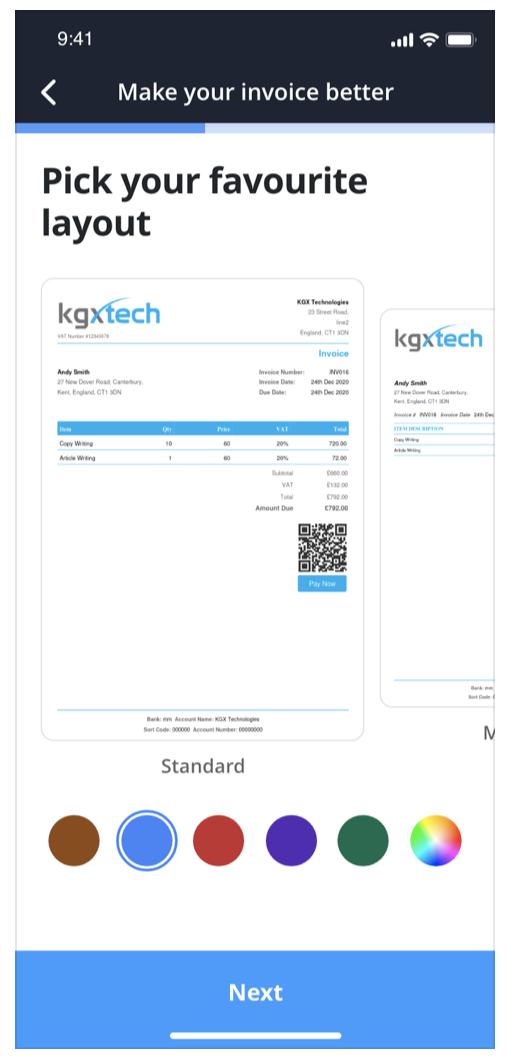 9:41
Make your invoice better
Pick your favourite
layout
kgxtech
VAT Number #12345678
KGX Technologies
23 Street Road,
line2
England, CT1 3DN
Invoice
Andy Smith
27 New Dover Road, Canterbury,
Kent, England, CT1 3DN
Invoice Number: INV016
Invoice Date: 24th Dec 2020
Due Date: 24th Dec 2020
Item Qty Price VAT Total
Copy Writing 10 60 20% 720.00
Article Writing 1 60 20% 72.00
Subtotal £660.00
VAT £132.00
Total £792.00
Amount Due £792.00
Pay Now
Bank: mm Account Name: KGX Technologies
Sort Code: 000000 Account Number: 00000000
Standard
kgxtech
Andy Smith
27 New Dover Road, Canterbury,
Kent, England, CT1 3DN
Invoice # INV016 Invoice Date 24th Dec
ITEM DESCRIPTION
Copy Writing
Article Writing
Bank: mm
Sort Code:
M
Next